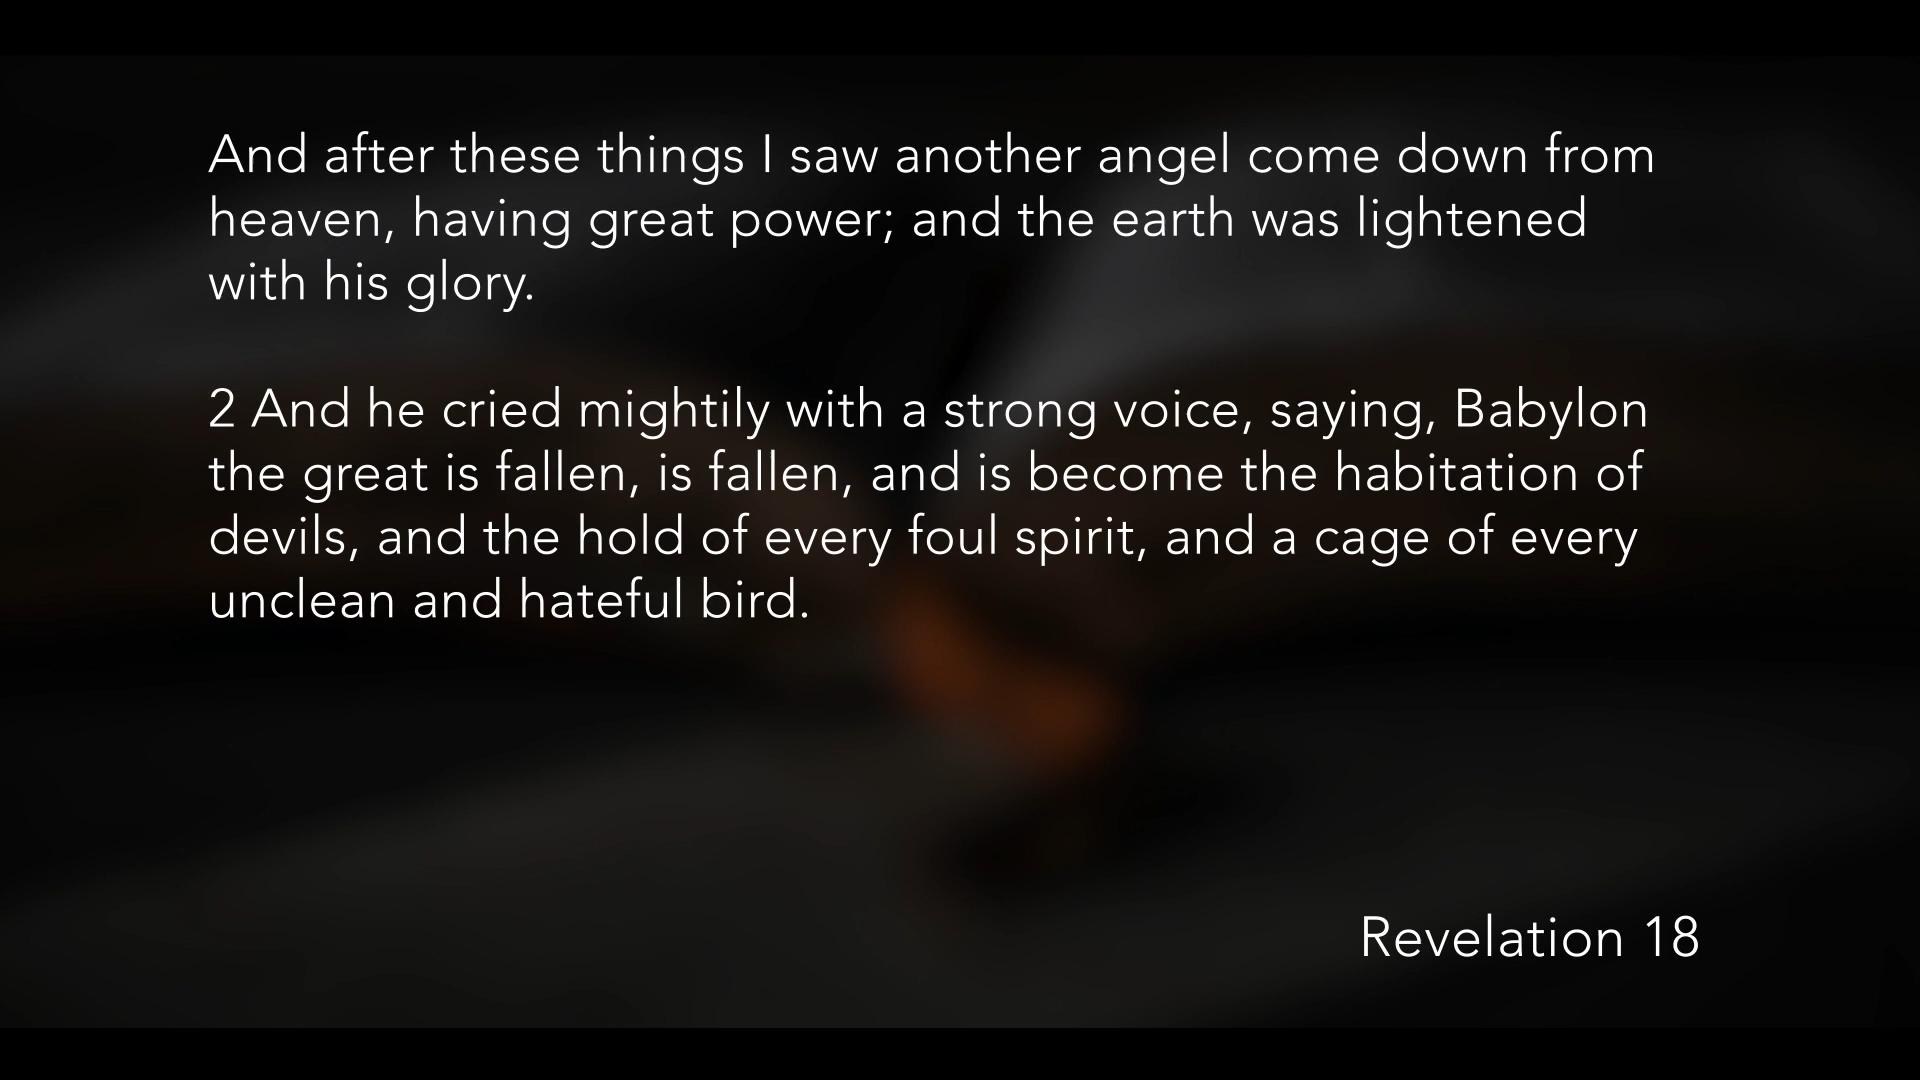 And after these things I saw another angel come down from
heaven, having great power; and the earth was lightened
with his glory.
2 And he cried mightily with a strong voice, saying, Babylon
the great is fallen, is fallen, and is become the habitation of
devils, and the hold of every foul spirit, and a cage of every
unclean and hateful bird.
Revelation 18